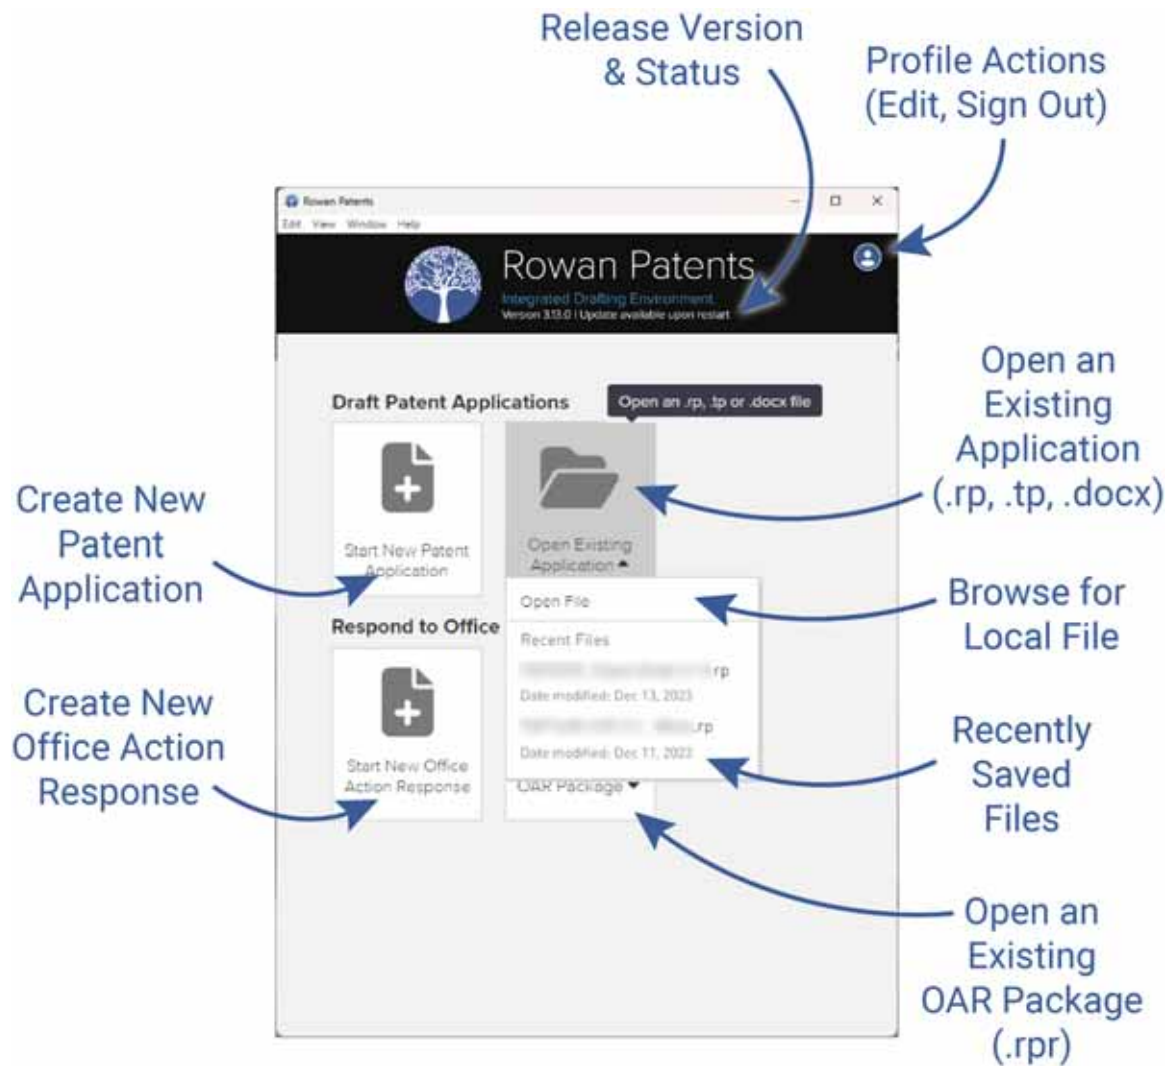 Release Version
& Status
Profile Actions
(Edit, Sign Out)
Rowan Patents
Edit View Window Help
Rowan Patents
Integrated Drafting Environment
Version 3.13.0 | Update available upon restart
Draft Patent Applications
Open an .rp, .tp or .docx file
Start New Patent
Application
Open Existing
Application
Open File
Recent Files
.rp
Date modified: Dec 13, 2023
.rp
Date modified: Dec 11, 2023
Respond to Office
Start New Office
Action Response
OAR Package
Create New
Patent
Application
Create New
Office Action
Response
Open an
Existing
Application
(.rp, .tp, .docx)
Browse for
Local File
Recently
Saved
Files
Open an
Existing
OAR Package
(.rpr)